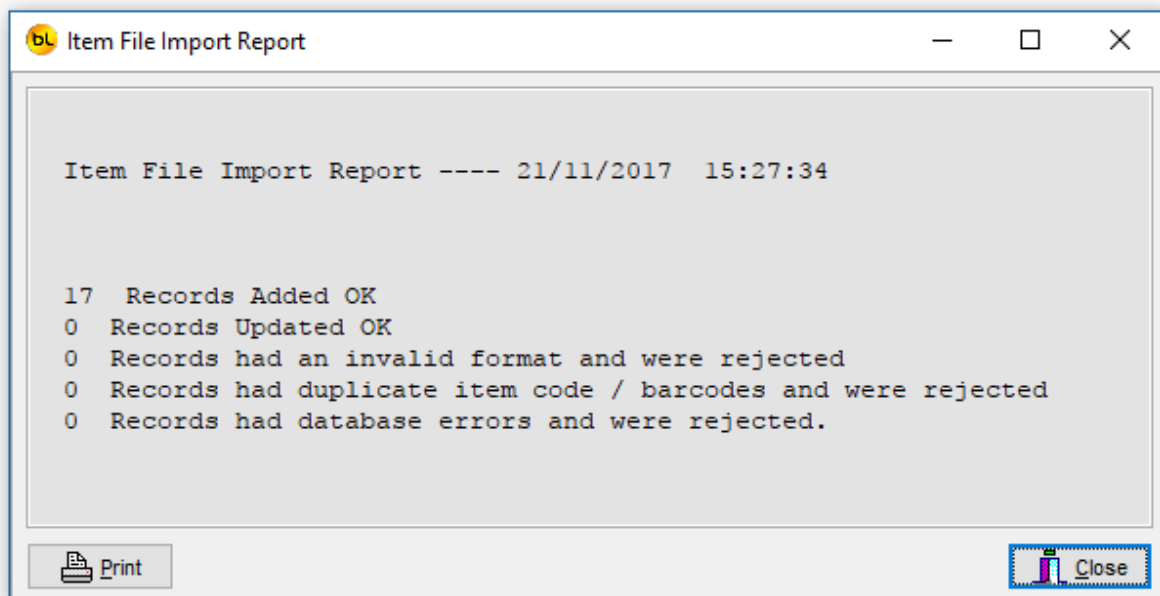 bL Item File Import Report
Item File Import Report ---- 21/11/2017  15:27:34
17  Records Added OK
0  Records Updated OK
0  Records had an invalid format and were rejected
0  Records had duplicate item code / barcodes and were rejected
0  Records had database errors and were rejected.
Print
Close